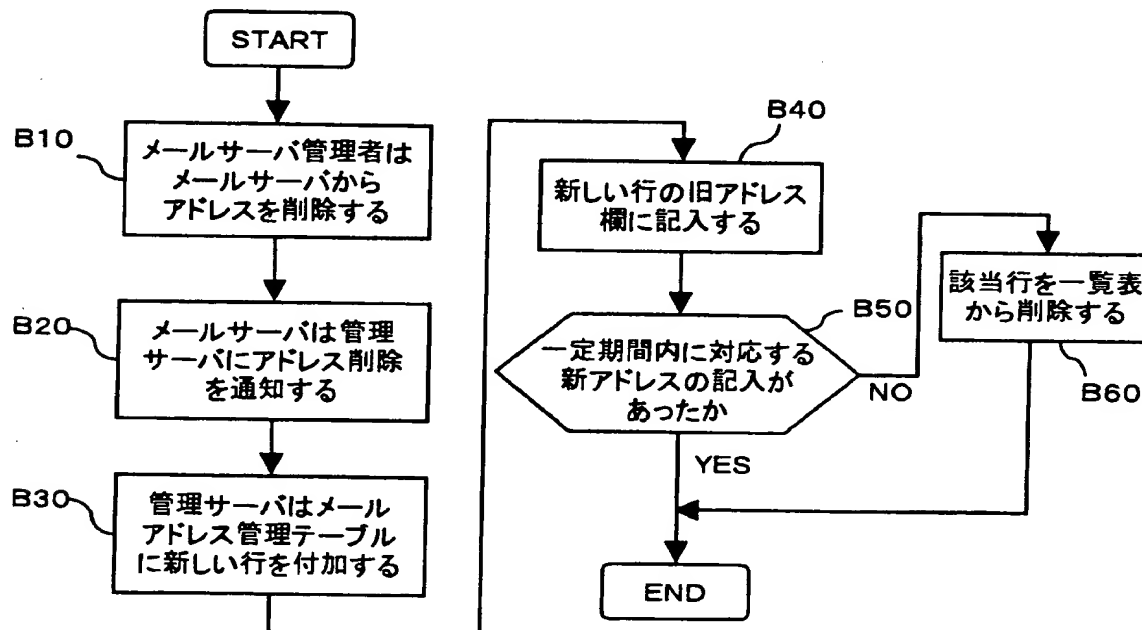 START
B10
メールサーバ管理者は
メールサーバから
アドレスを削除する
B20
メールサーバは管理
サーバにアドレス削除
を通知する
B30
管理サーバはメール
アドレス管理テーブル
に新しい行を付加する
B40
新しい行の旧アドレス
欄に記入する
B50
一定期間内に対応する
新アドレスの記入が
あったか
NO
YES
該当行を一覧表
から削除する
B60
END